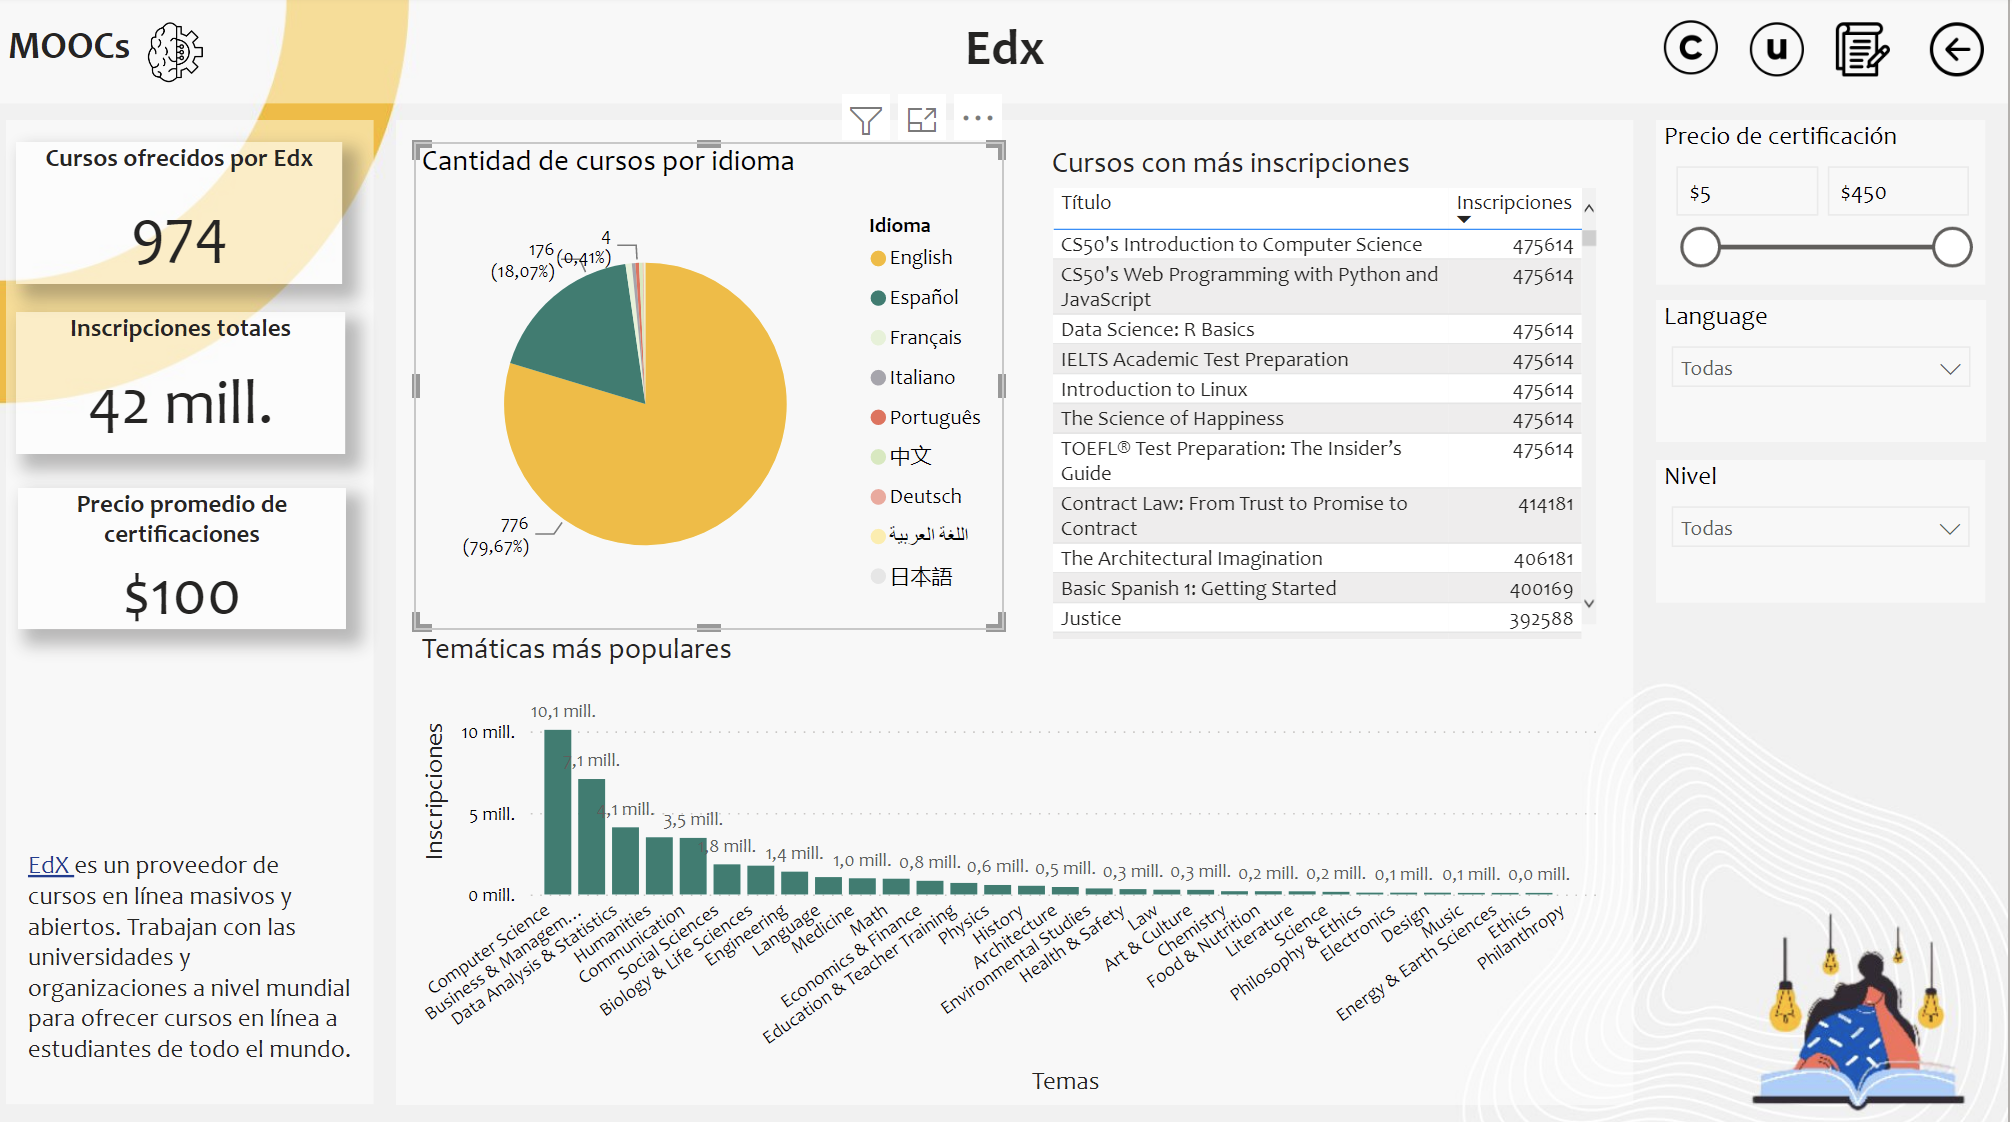 MOOCs
Edx
C
u
Cursos ofrecidos por Edx
974
Inscripciones totales
42 mill.
Precio promedio de
certificaciones
$100
EdX es un proveedor de
cursos en línea masivos y
abiertos. Trabajan con las
universidades y
organizaciones a nivel mundial
para ofrecer cursos en línea a
estudiantes de todo el mundo.
Cantidad de cursos por idioma
4
(0,41%)
176
(18,07%)
776
(79,67%)
Idioma
English
Español
Français
Italiano
Português
中文
Deutsch
اللغة العربية
日本語
Cursos con más inscripciones
Título Inscripciones
CS50's Introduction to Computer Science 475614
CS50's Web Programming with Python and 475614
JavaScript
Data Science: R Basics 475614
IELTS Academic Test Preparation 475614
Introduction to Linux 475614
The Science of Happiness 475614
TOEFL® Test Preparation: The Insider’s 475614
Guide
Contract Law: From Trust to Promise to 414181
Contract
The Architectural Imagination 406181
Basic Spanish 1: Getting Started 400169
Justice 392588
Precio de certificación
$5 $450
Language
Todas
Nivel
Todas
Temáticas más populares
Inscripciones
10 mill.
5 mill.
0 mill.
10,1 mill.
7,1 mill.
4,1 mill.
3,5 mill.
1,8 mill.
1,4 mill.
1,0 mill.
0,8 mill.
0,6 mill.
0,5 mill.
0,3 mill.
0,3 mill.
0,2 mill.
0,2 mill.
0,1 mill.
0,1 mill.
0,0 mill.
Computer Science
Business & Managem...
Data Analysis & Statistics
Humanities
Communication
Social Sciences
Biology & Life Sciences
Engineering
Language
Medicine
Math
Economics & Finance
Education & Teacher Training
Physics
History
Architecture
Environmental Studies
Health & Safety
Law
Art & Culture
Chemistry
Food & Nutrition
Literature
Science
Philosophy & Ethics
Electronics
Design
Music
Energy & Earth Sciences
Ethics
Philanthropy
Temas